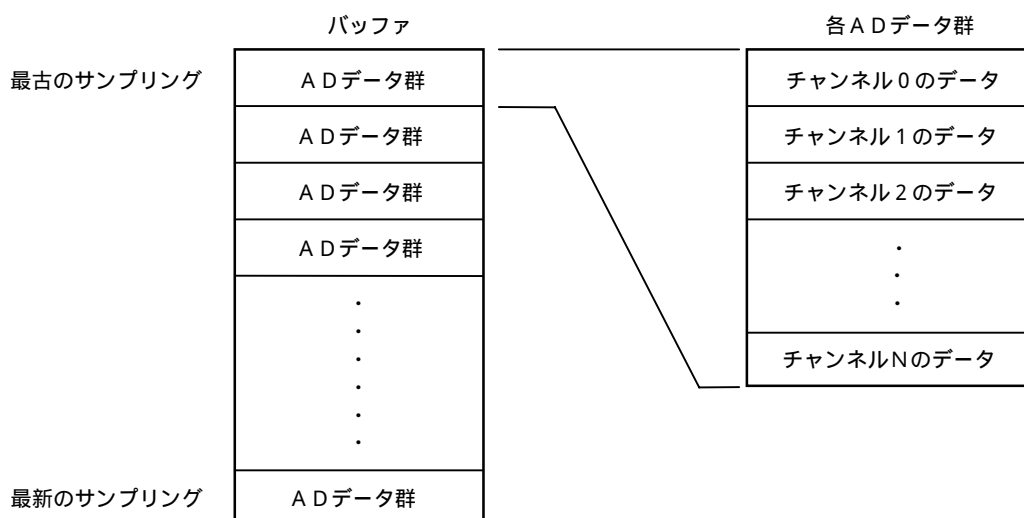 バッファ
最古のサンプリング
ＡＤデータ群
ＡＤデータ群
ＡＤデータ群
ＡＤデータ群
・
・
・
・
・
・
最新のサンプリング
ＡＤデータ群
各ＡＤデータ群
チャンネル０のデータ
チャンネル１のデータ
チャンネル２のデータ
・
・
・
チャンネルＮのデータ